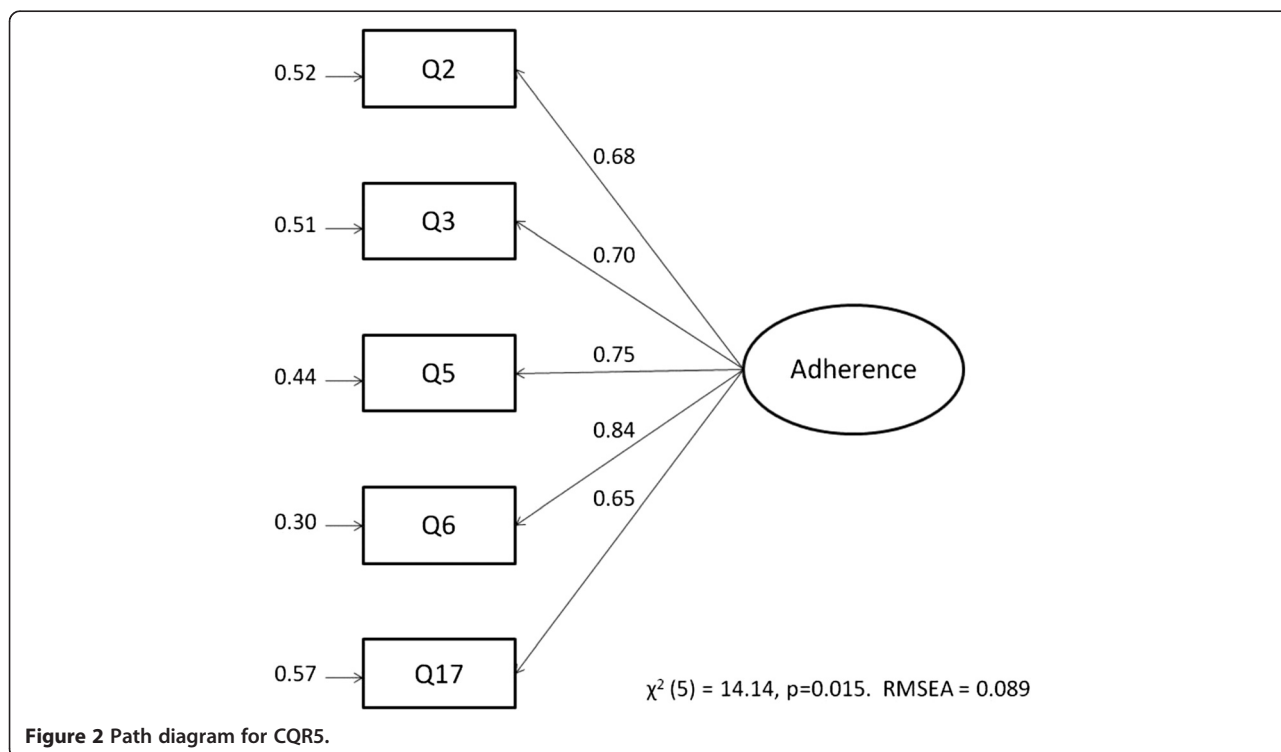 0.52
Q2
0.68
0.51
Q3
0.70
0.44
Q5
0.75
Adherence
0.84
0.30
Q6
0.65
0.57
Q17
χ² (5) = 14.14, p=0.015. RMSEA = 0.089
Figure 2 Path diagram for CQR5.